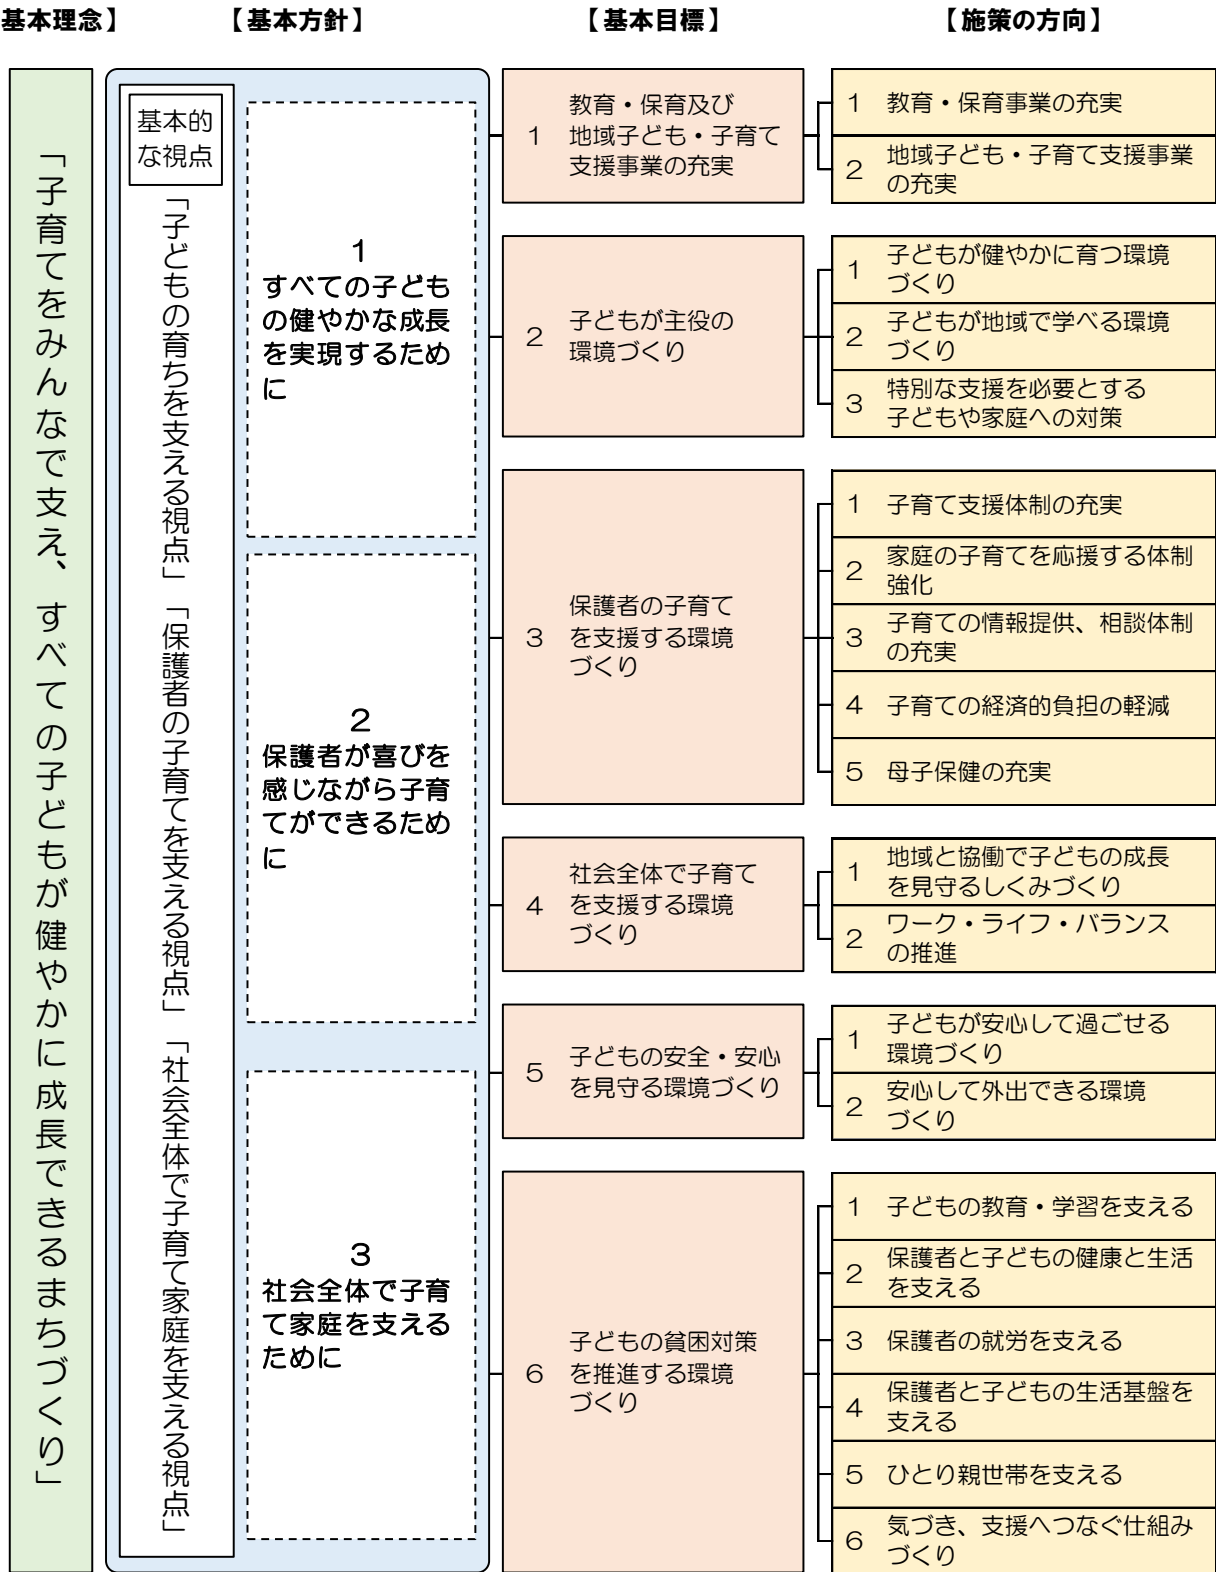 基本理念】
【基本方針】
【基本目標】
【施策の方向】
「子育てをみんなで支え、すべての子どもが健やかに成長できるまちづくり」
基本的
な視点
「子どもの育ちを支える視点」「保護者の子育てを支える視点」「社会全体で子育て家庭を支える視点」
1
すべての子ども
の健やかな成長
を実現するため
に
2
保護者が喜びを
感じながら子育
てができるため
に
3
社会全体で子育
て家庭を支える
ために
1
教育・保育及び
地域子ども・子育て
支援事業の充実
1 教育・保育事業の充実
2 地域子ども・子育て支援事業
の充実
2
子どもが主役の
環境づくり
1 子どもが健やかに育つ環境
づくり
2 子どもが地域で学べる環境
づくり
3 特別な支援を必要とする
子どもや家庭への対策
3
保護者の子育て
を支援する環境
づくり
1 子育て支援体制の充実
2 家庭の子育てを応援する体制
強化
3 子育ての情報提供、相談体制
の充実
4 子育ての経済的負担の軽減
5 母子保健の充実
4
社会全体で子育て
を支援する環境
づくり
1 地域と協働で子どもの成長
を見守るしくみづくり
2 ワーク・ライフ・バランス
の推進
5
子どもの安全・安心
を見守る環境づくり
1 子どもが安心して過ごせる
環境づくり
2 安心して外出できる環境
づくり
6
子どもの貧困対策
を推進する環境
づくり
1 子どもの教育・学習を支える
2 保護者と子どもの健康と生活
を支える
3 保護者の就労を支える
4 保護者と子どもの生活基盤を
支える
5 ひとり親世帯を支える
6 気づき、支援へつなぐ仕組み
づくり